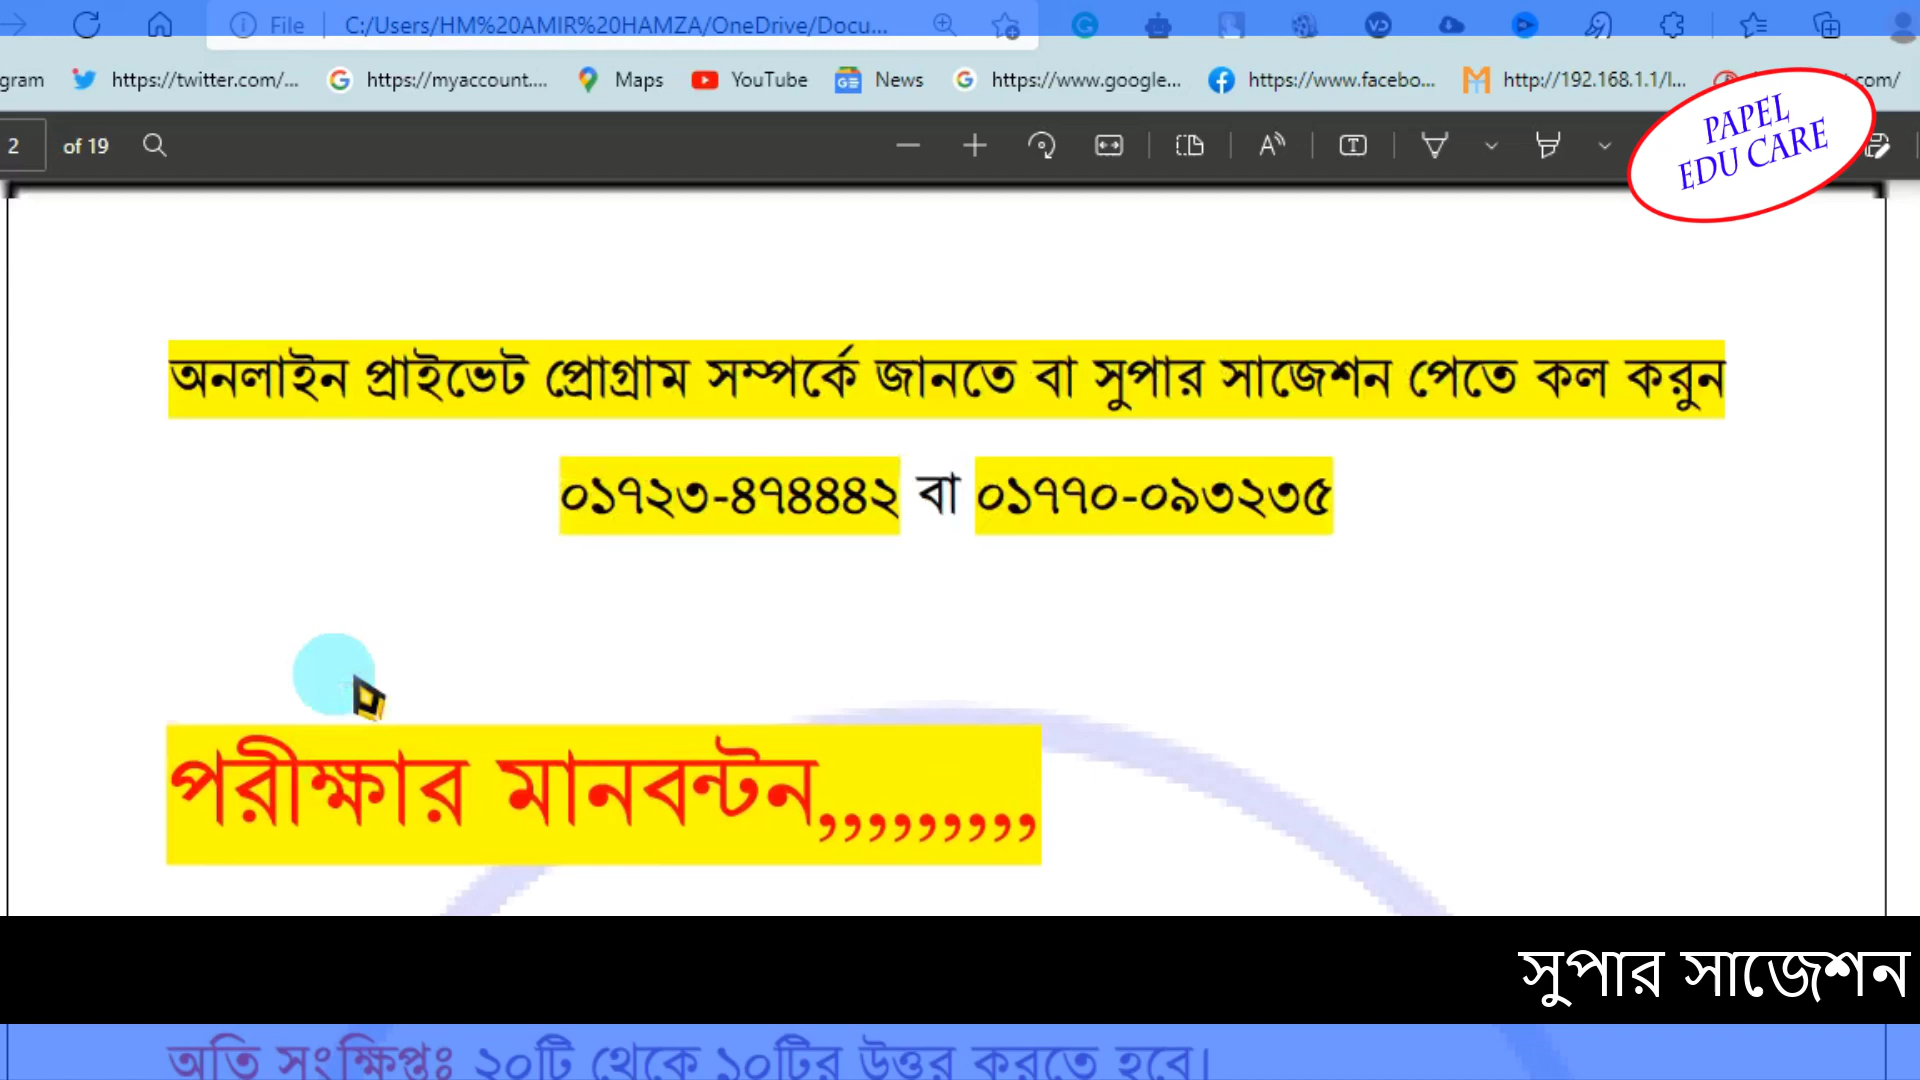 File C:/Users/HM%20AMIR%20HAMZA/OneDrive/Docu...
gram https://twitter.com/... https://myaccount.... Maps YouTube News https://www.google... https://www.facebo... http://192.168.1.1/l... .com/
2 of 19
PAPEL
EDU CARE
অনলাইন প্রাইভেট প্রোগ্রাম সম্পর্কে জানতে বা সুপার সাজেশন পেতে কল করুন
০১৭২৩-৪৭৪৪৪২ বা ০১৭৭০-০৯৩২৩৫
পরীক্ষার মানবন্টন,,,,,,,,,
সুপার সাজেশন
অতি সংক্ষিপ্তঃ ২০টি থেকে ১০টির উত্তর করতে হবে।